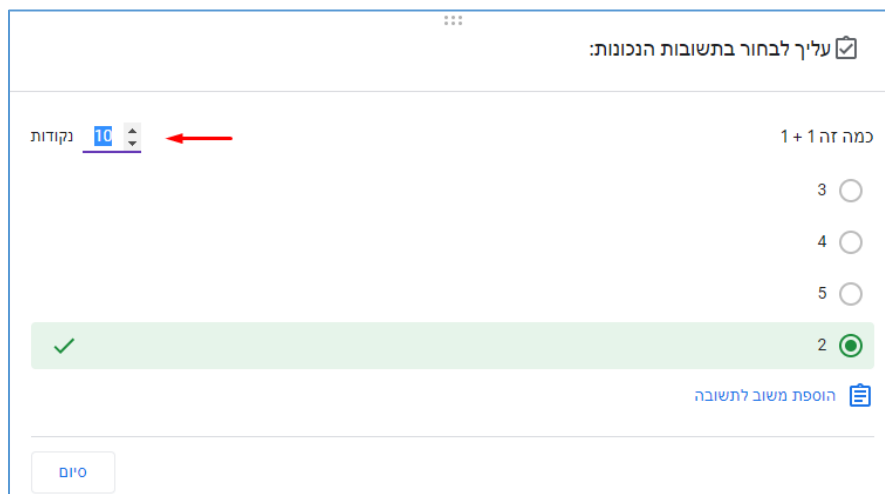 עליך לבחור בתשובות הנכונות:
כמה זה 1 + 1
10 נקודות
3
4
5
2
הוספת משוב לתשובה
סיום